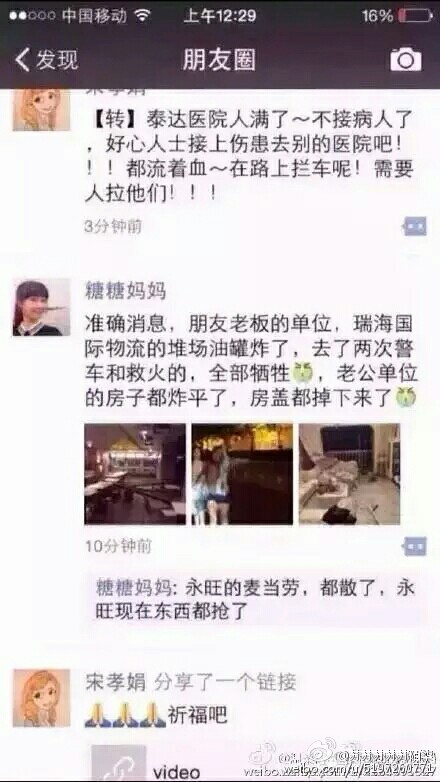 中国移动
上午12:29
16%
发现
朋友圈
宋孝娟
【转】泰达医院人满了～不接病人了
，好心人士接上伤患去别的医院吧！
！！都流着血～在路上拦车呢！需要
人拉他们！！！
3分钟前
糖糖妈妈
准确消息，朋友老板的单位，瑞海国
际物流的堆场油罐炸了，去了两次警
车和救火的，全部牺牲，老公单位
的房子都炸平了，房盖都掉下来了
10分钟前
糖糖妈妈: 永旺的麦当劳，都散了，永
旺现在东西都抢了
宋孝娟 分享了一个链接
祈福吧
video